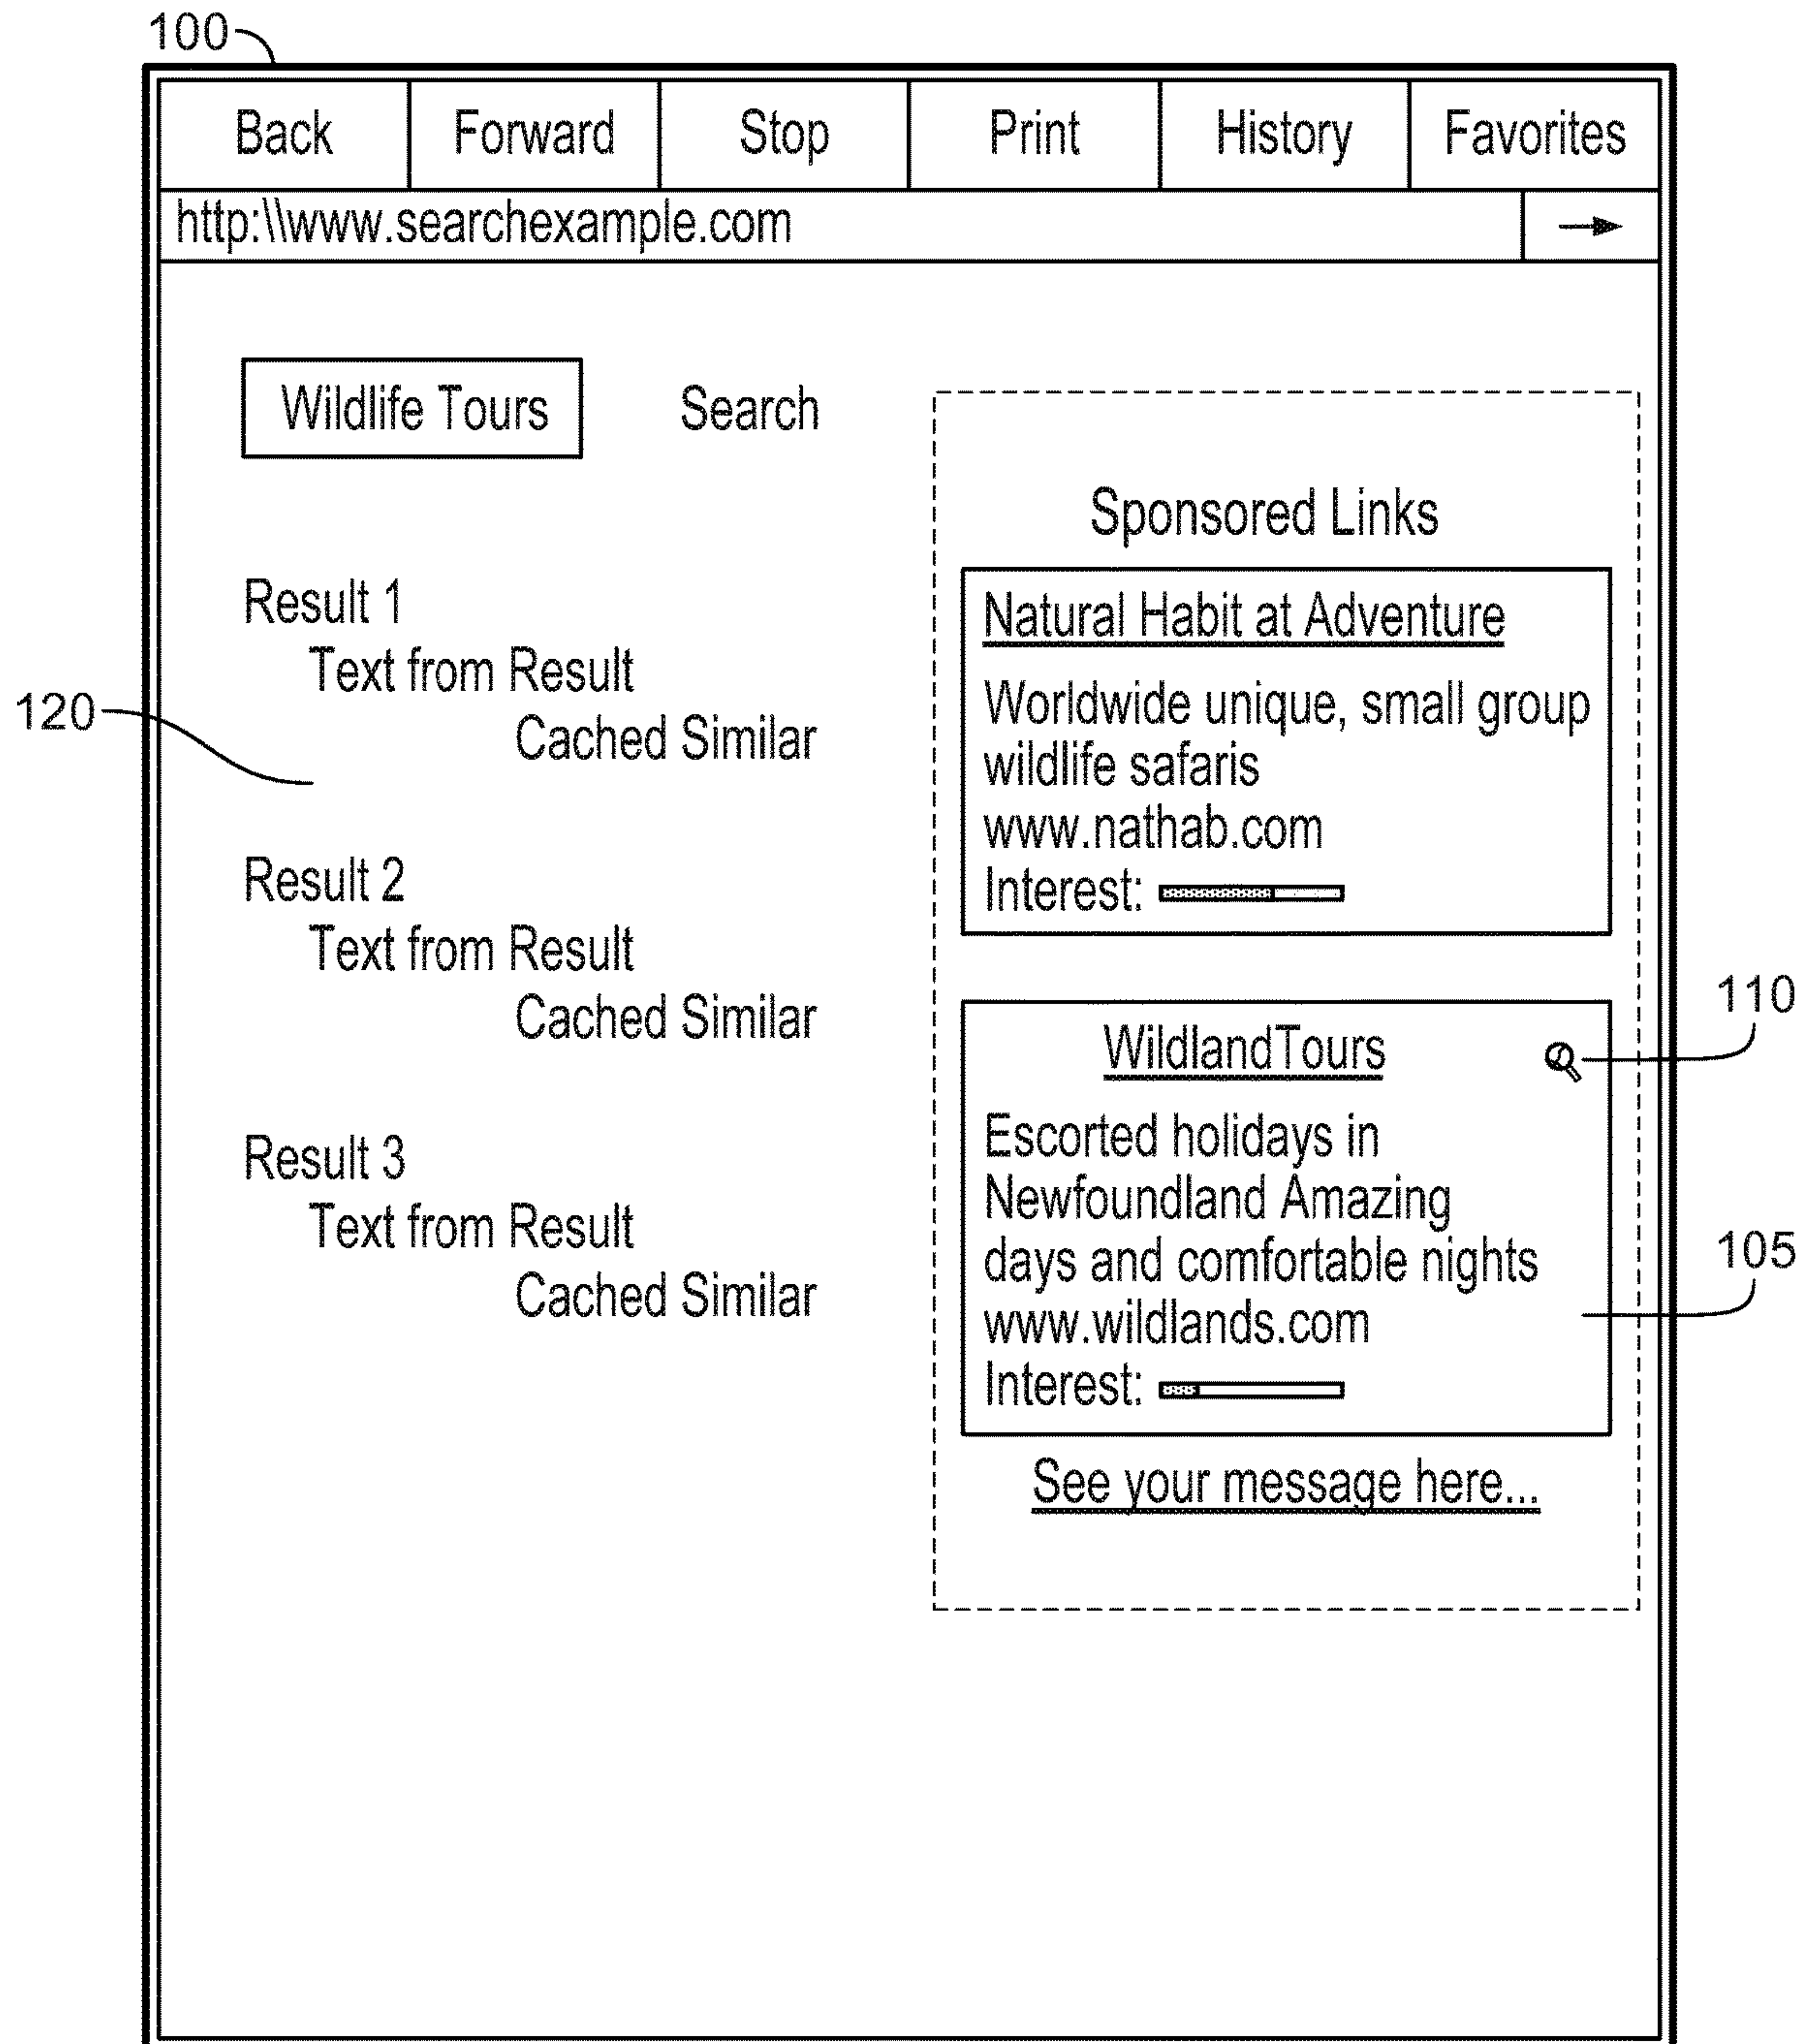 100
Back Forward Stop Print History Favorites
http:\\www.searchexample.com
Wildlife Tours Search
Result 1
Text from Result
Cached Similar
120
Result 2
Text from Result
Cached Similar
Result 3
Text from Result
Cached Similar
Sponsored Links
Natural Habit at Adventure
Worldwide unique, small group
wildlife safaris
www.nathab.com
Interest:
WildlandTours
110
Escorted holidays in
Newfoundland Amazing
days and comfortable nights
www.wildlands.com
Interest:
105
See your message here...